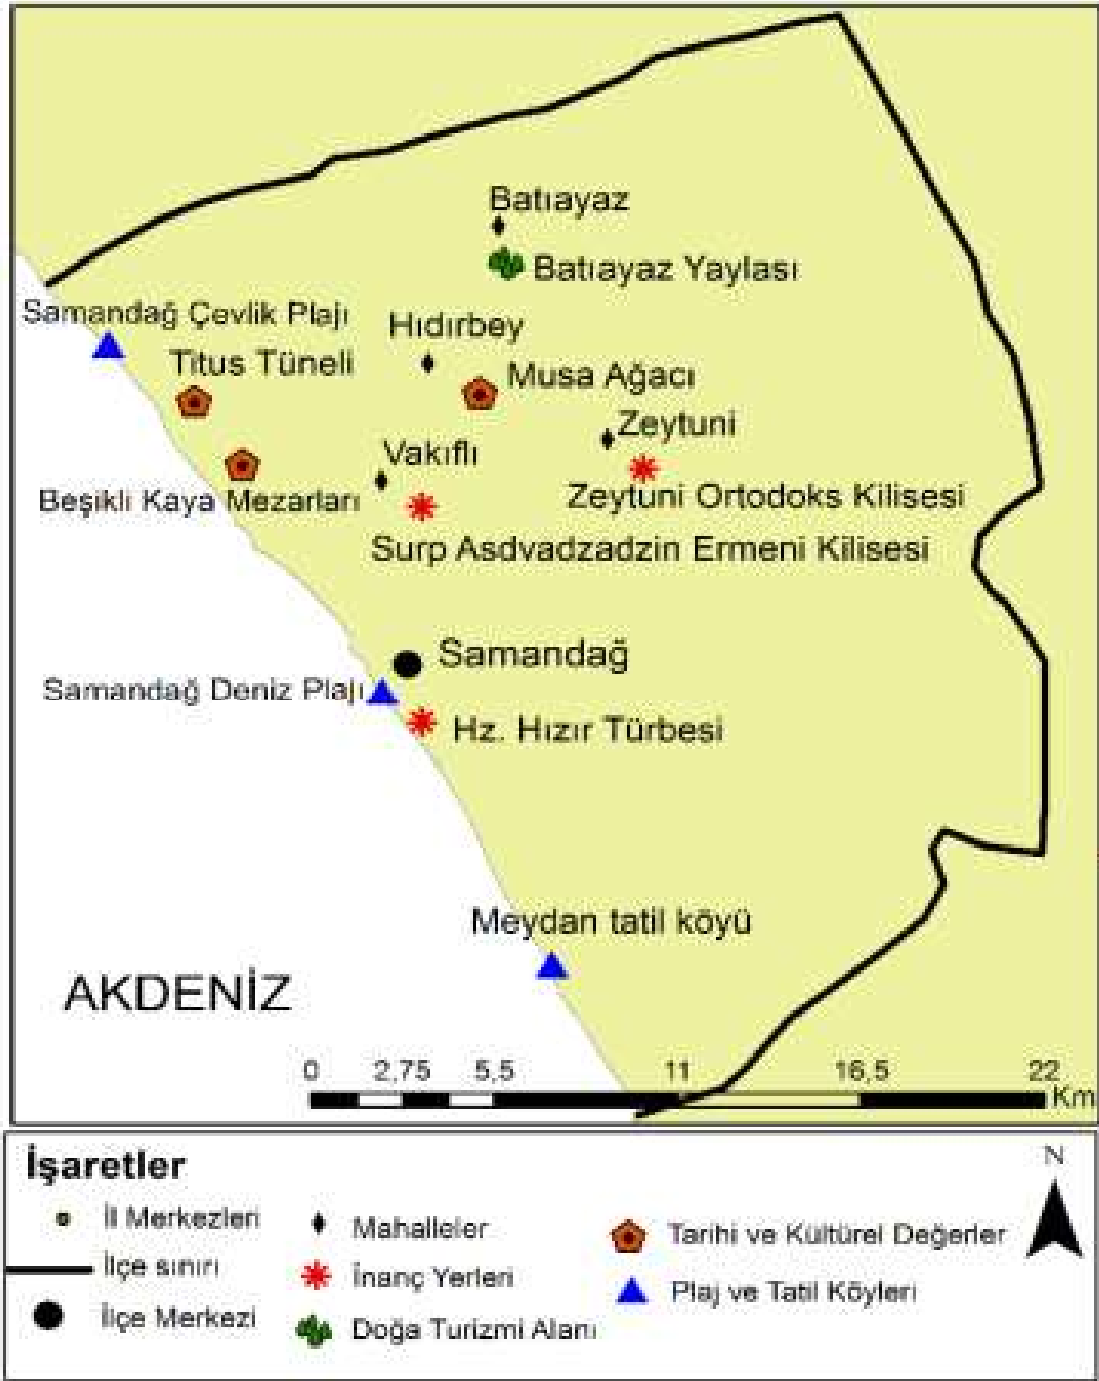 Batıayaz
Batıayaz Yaylası
Samandağ Çevlik Plajı
Hıdırbey
Titus Tüneli
Musa Ağacı
Zeytuni
Vakıflı
Beşikli Kaya Mezarları
Zeytuni Ortodoks Kilisesi
Surp Asdvadzadzin Ermeni Kilisesi
Samandağ
Samandağ Deniz Plajı
Hz. Hızır Türbesi
Meydan tatil köyü
AKDENİZ
0 2,75 5,5 11 16,5 22
Km
İşaretler
N
İl Merkezleri
İlçe sınırı
İlçe Merkezi
Mahalleler
İnanç Yerleri
Doğa Turizmi Alanı
Tarihi ve Kültürel Değerler
Plaj ve Tatil Köyleri